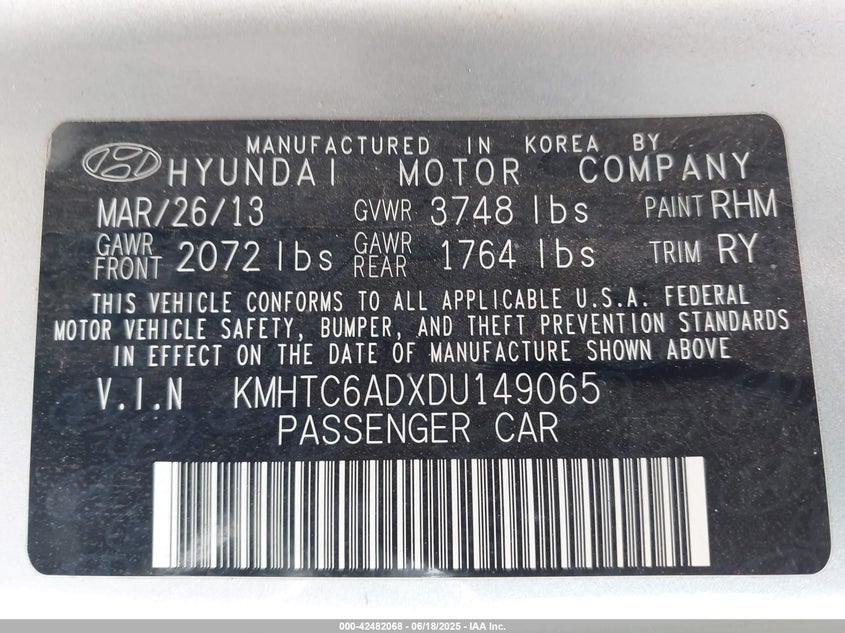 MANUFACTURED IN KOREA BY
HYUNDAI MOTOR COMPANY
MAR/26/13 GVWR 3748 lbs PAINT RHM
GAWR FRONT 2072 lbs GAWR REAR 1764 lbs TRIM RY
THIS VEHICLE CONFORMS TO ALL APPLICABLE U.S.A. FEDERAL
MOTOR VEHICLE SAFETY, BUMPER, AND THEFT PREVENTION STANDARDS
IN EFFECT ON THE DATE OF MANUFACTURE SHOWN ABOVE
V.I.N KMHTC6ADXDU149065
PASSENGER CAR
000-42482068 - 06/18/2025 - IAA Inc.